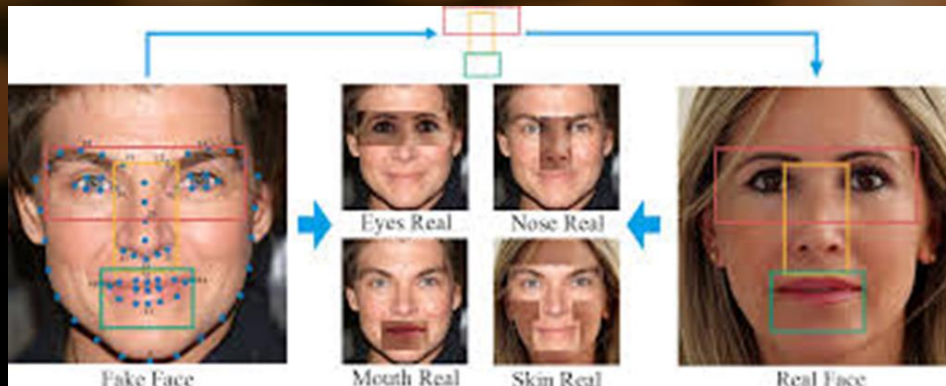 Eyes Real
Nose Real
Fake Face
Mouth Real
Skin Real
Real Face